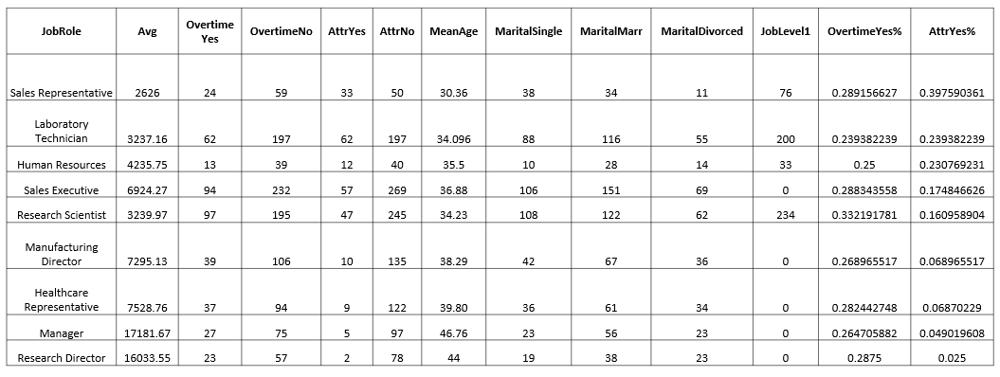 JobRole Avg Overtime Yes OvertimeNo AttrYes AttrNo MeanAge MaritalSingle MaritalMarr MaritalDivorced JobLevel1 OvertimeYes% AttrYes%
Sales Representative 2626 24 59 33 50 30.36 38 34 11 76 0.289156627 0.397590361
Laboratory Technician 3237.16 62 197 62 197 34.096 88 116 55 200 0.239382239 0.239382239
Human Resources 4235.75 13 39 12 40 35.5 10 28 14 33 0.25 0.230769231
Sales Executive 6924.27 94 232 57 269 36.88 106 151 69 0 0.288343558 0.174846626
Research Scientist 3239.97 97 195 47 245 34.23 108 122 62 234 0.332191781 0.160958904
Manufacturing Director 7295.13 39 106 10 135 38.29 42 67 36 0 0.268965517 0.068965517
Healthcare Representative 7528.76 37 94 9 122 39.80 36 61 34 0 0.282442748 0.06870229
Manager 17181.67 27 75 5 97 46.76 23 56 23 0 0.264705882 0.049019608
Research Director 16033.55 23 57 2 78 44 19 38 23 0 0.2875 0.025